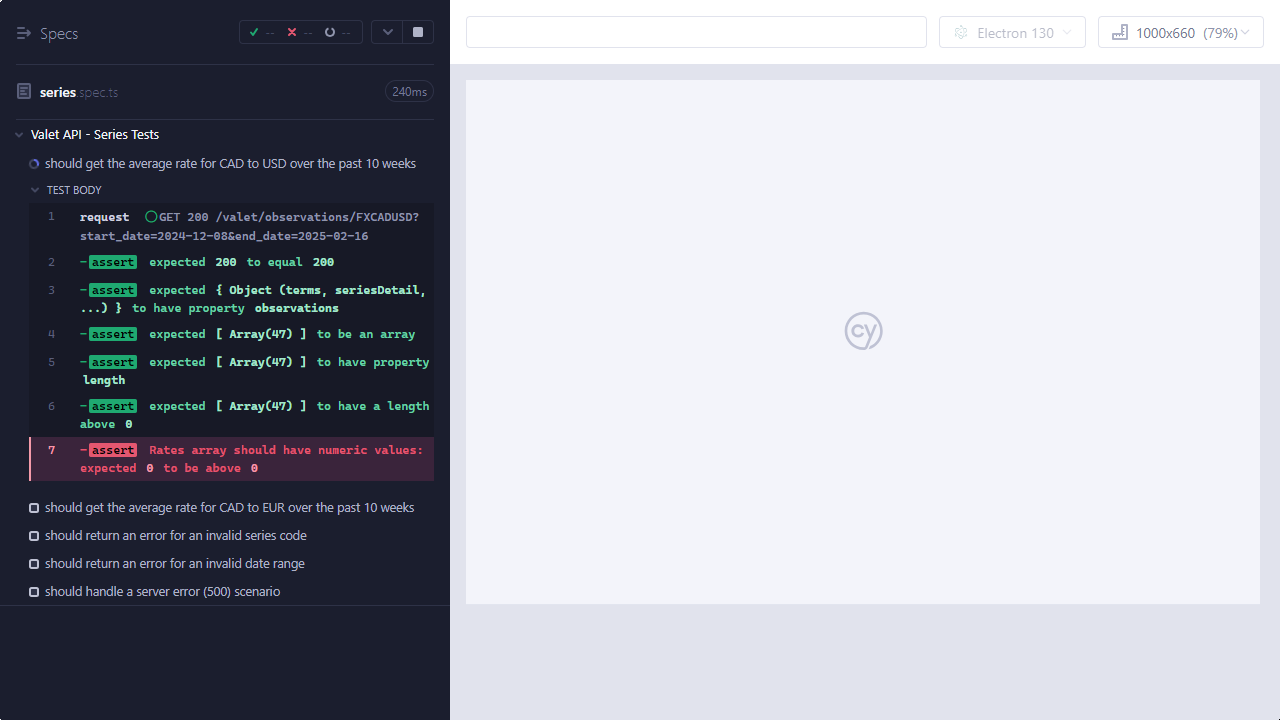 Specs
-- -- --
Electron 130
1000x660 (79%)
series.spec.ts
240ms
Valet API - Series Tests
should get the average rate for CAD to USD over the past 10 weeks
TEST BODY
1 request GET 200 /valet/observations/FXCADUSD?
start_date=2024-12-08&end_date=2025-02-16
2 -assert expected 200 to equal 200
3 -assert expected { Object (terms, seriesDetail,
...) } to have property observations
4 -assert expected [ Array(47) ] to be an array
5 -assert expected [ Array(47) ] to have property
length
6 -assert expected [ Array(47) ] to have a length
above 0
7 -assert Rates array should have numeric values:
expected 0 to be above 0
should get the average rate for CAD to EUR over the past 10 weeks
should return an error for an invalid series code
should return an error for an invalid date range
should handle a server error (500) scenario
cy